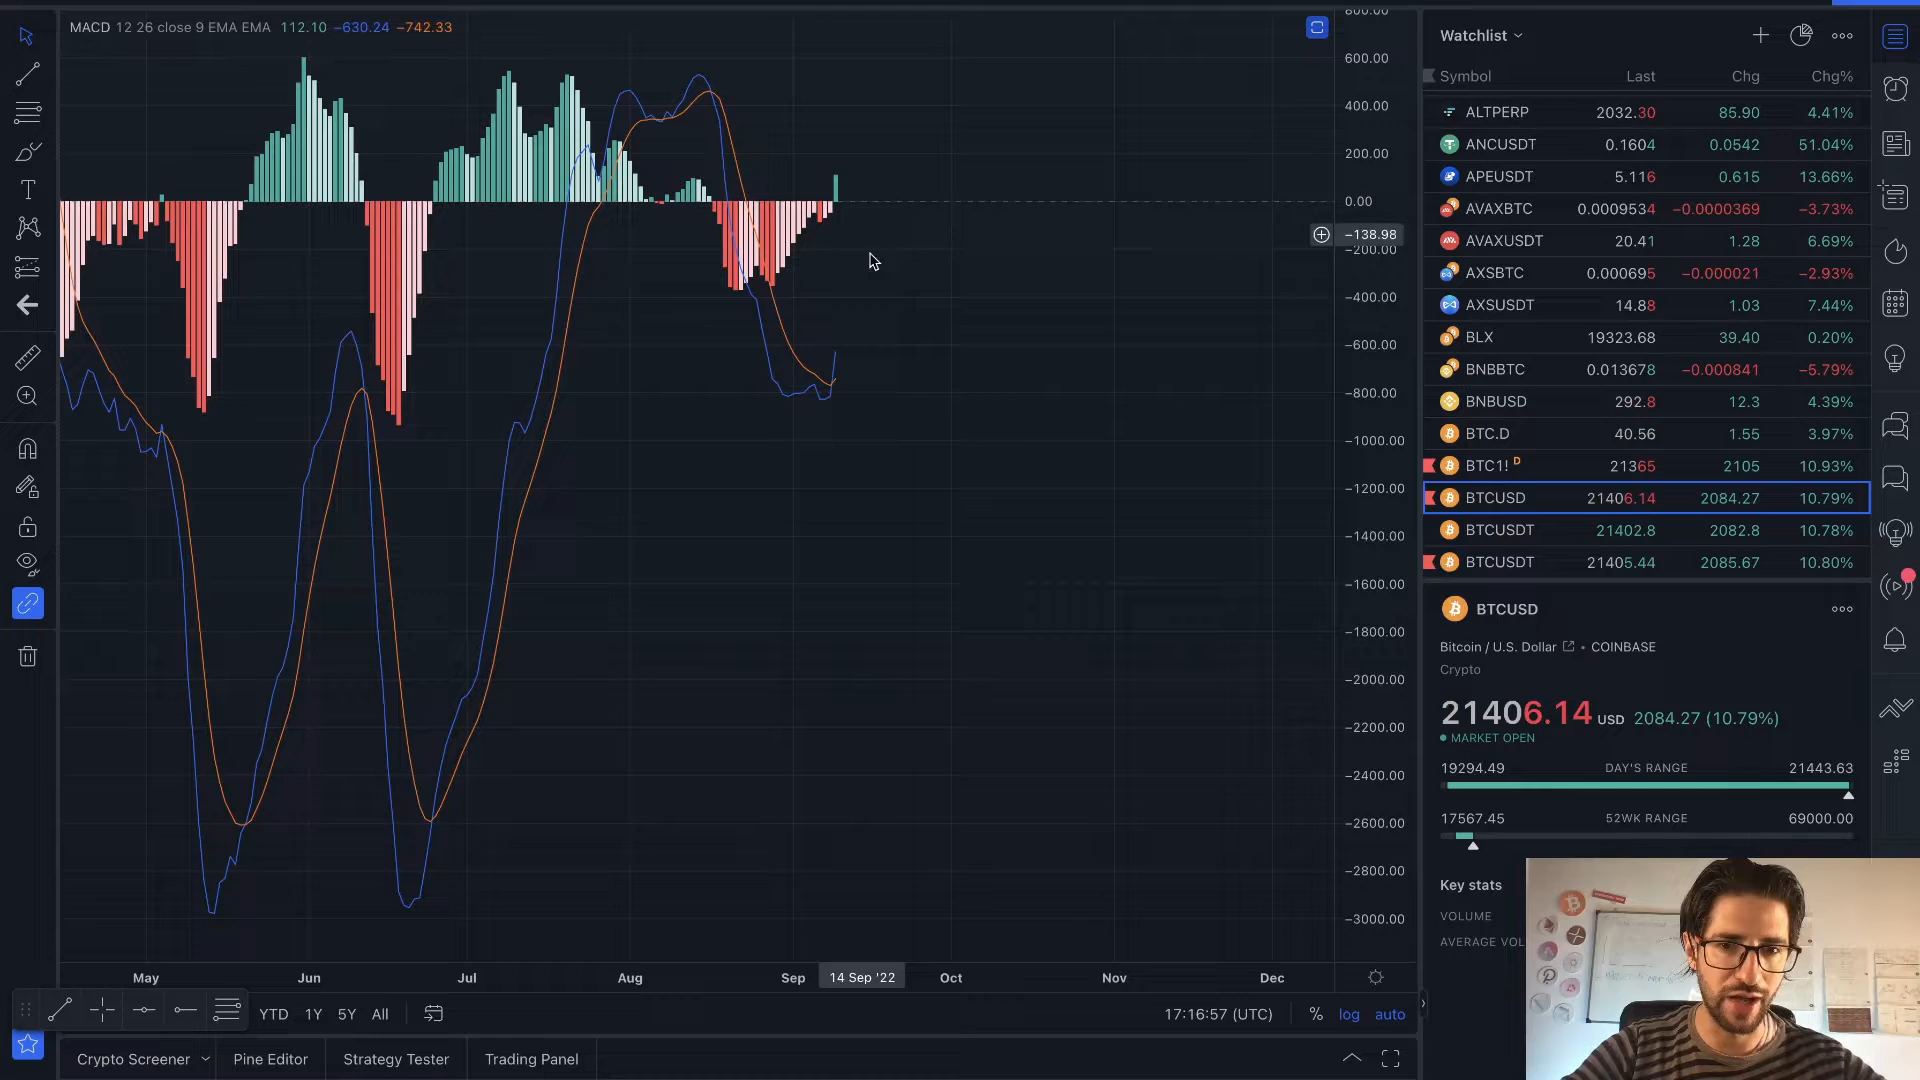 MACD 12 26 close 9 EMA EMA 112.10 −630.24 −742.33
800.00
600.00
400.00
200.00
0.00
−138.98
−200.00
−400.00
−600.00
−800.00
−1000.00
−1200.00
−1400.00
−1600.00
−1800.00
−2000.00
−2200.00
−2400.00
−2600.00
−2800.00
−3000.00
May Jun Jul Aug Sep 14 Sep '22 Oct Nov Dec
YTD 1Y 5Y All 17:16:57 (UTC) % log auto
Crypto Screener Pine Editor Strategy Tester Trading Panel
Watchlist
Symbol Last Chg Chg%
ALTPERP 2032.30 85.90 4.41%
ANCUSDT 0.1604 0.0542 51.04%
APEUSDT 5.116 0.615 13.66%
AVAXBTC 0.0009534 −0.0000369 −3.73%
AVAXUSDT 20.41 1.28 6.69%
AXSBTC 0.000695 −0.000021 −2.93%
AXSUSDT 14.88 1.03 7.44%
BLX 19323.68 39.40 0.20%
BNBBTC 0.013678 −0.000841 −5.79%
BNBUSD 292.8 12.3 4.39%
BTC.D 40.56 1.55 3.97%
BTC1! D 21365 2105 10.93%
BTCUSD 21406.14 2084.27 10.79%
BTCUSDT 21402.8 2082.8 10.78%
BTCUSDT 21405.44 2085.67 10.80%
BTCUSD
Bitcoin / U.S. Dollar • COINBASE
Crypto
21406.14 USD 2084.27 (10.79%)
MARKET OPEN
19294.49 DAY'S RANGE 21443.63
17567.45 52WK RANGE 69000.00
Key stats
VOLUME
AVERAGE VOL